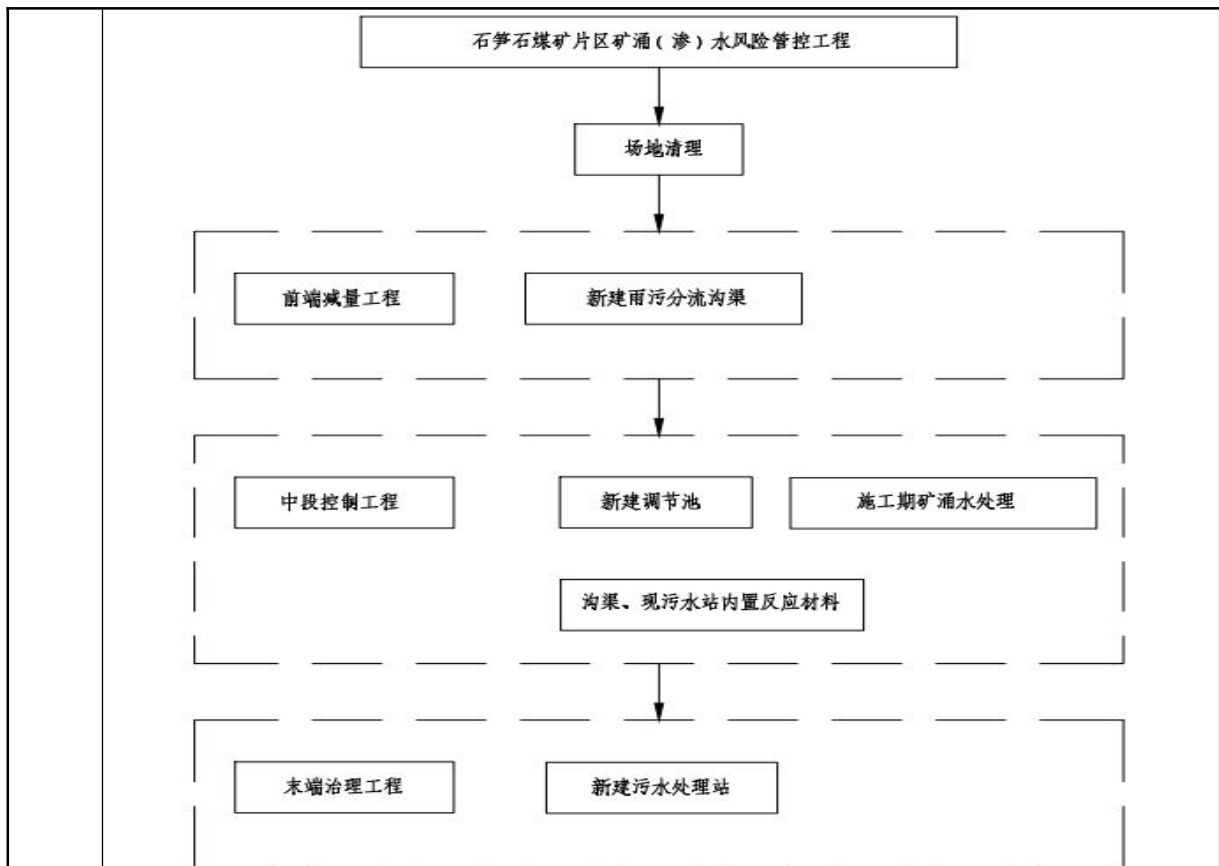 石笋石煤矿片区矿涌(渗)水风险管控工程
场地清理
前端减量工程
新建雨污分流沟渠
中段控制工程
新建调节池
施工期矿涌水处理
沟渠、现污水站内置反应材料
末端治理工程
新建污水处理站